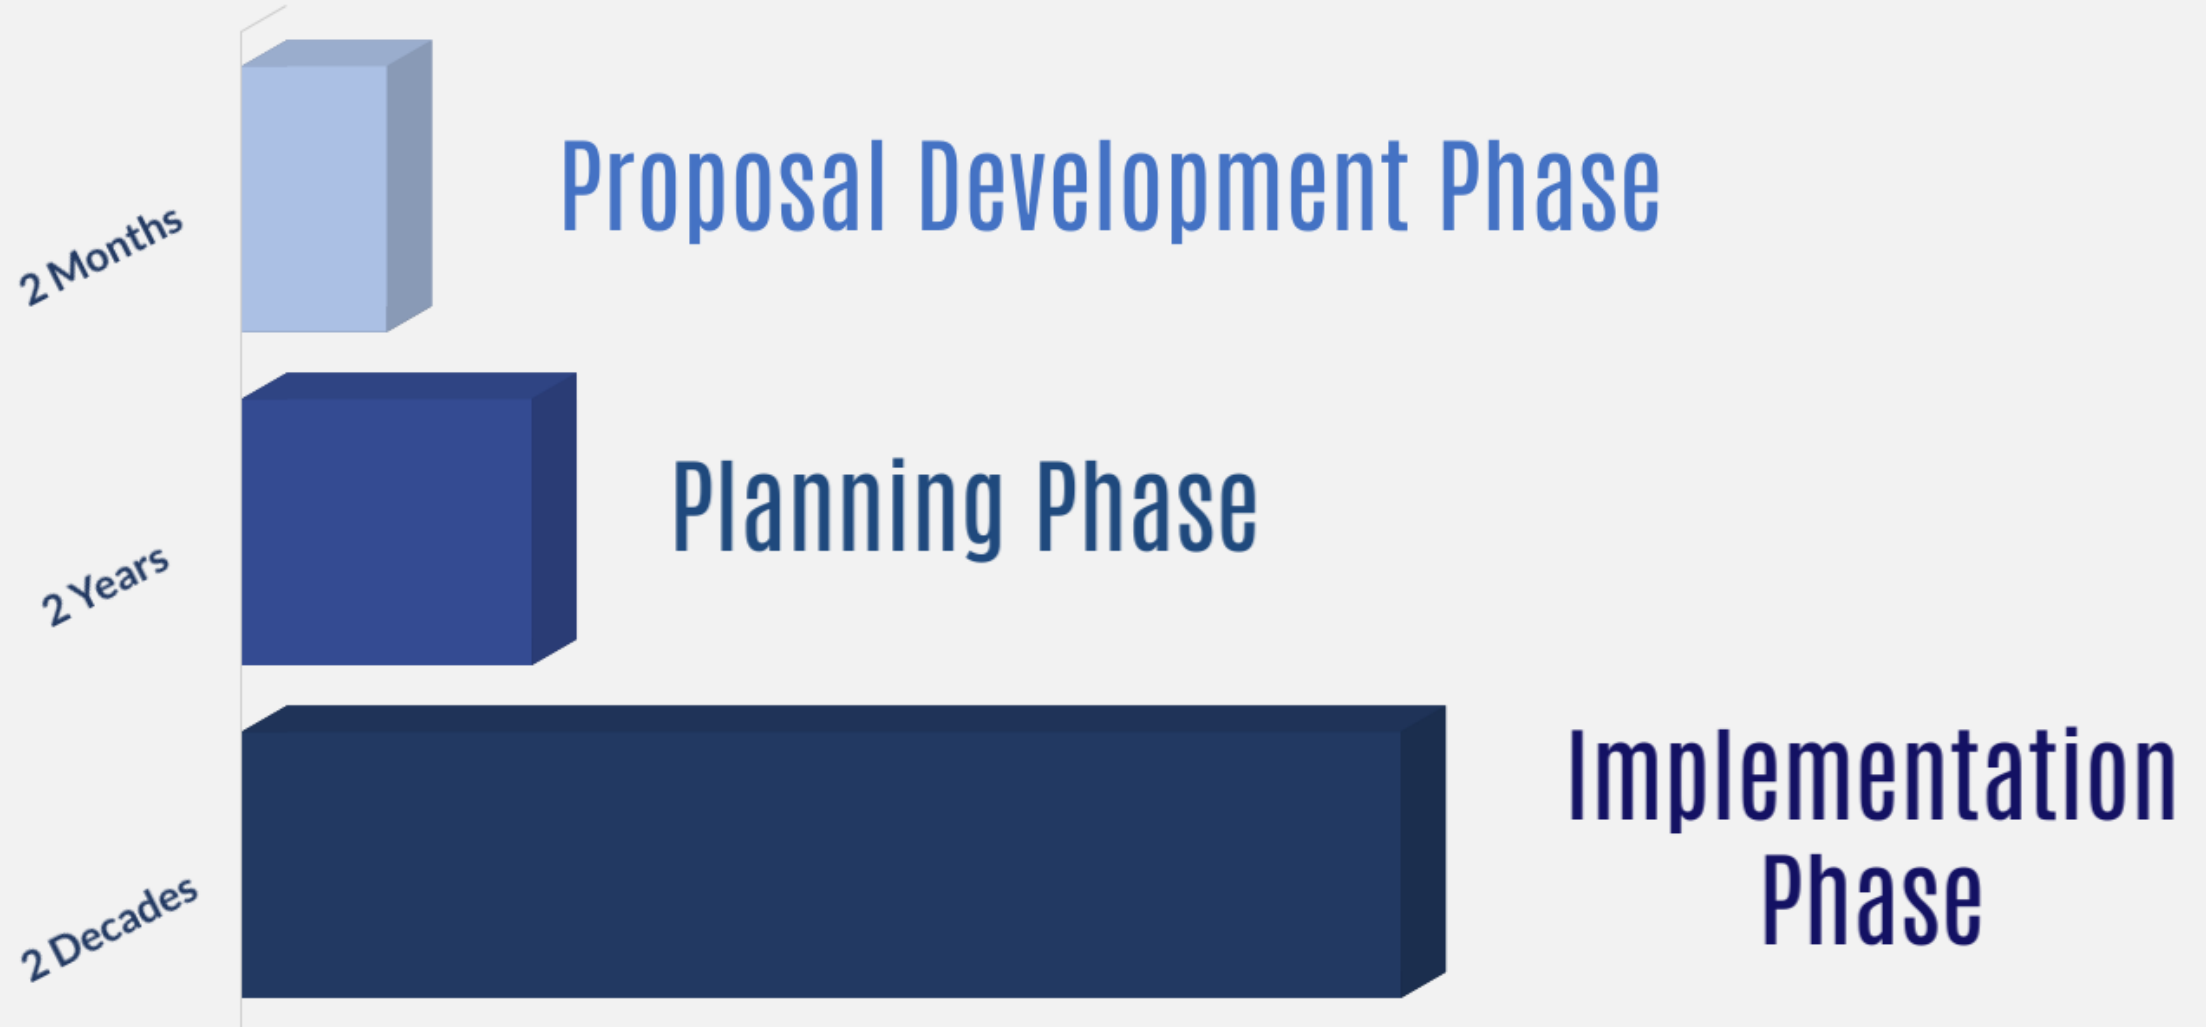 2 Months
Proposal Development Phase
2 Years
Planning Phase
2 Decades
Implementation
Phase